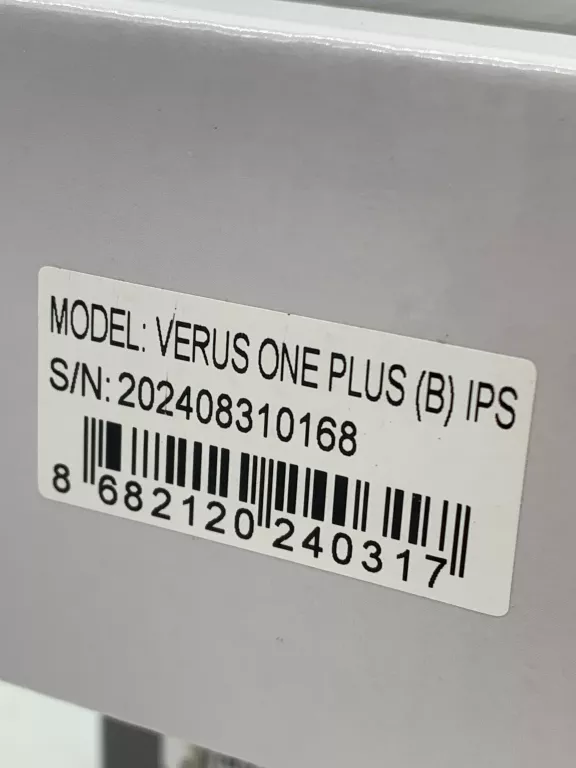 MODEL: VERUS ONE PLUS (B) IPS
S/N: 202408310168
8 682120 240317